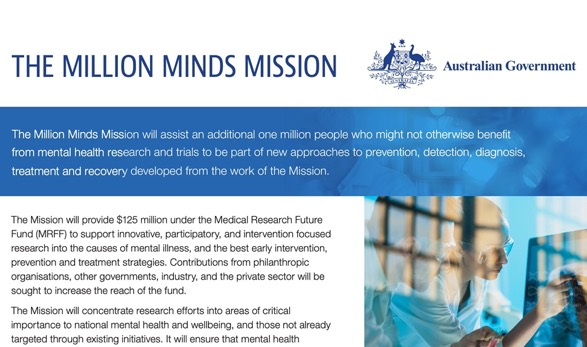 THE MILLION MINDS MISSION
Australian Government
The Million Minds Mission will assist an additional one million people who might not otherwise benefit
from mental health research and trials to be part of new approaches to prevention, detection, diagnosis,
treatment and recovery developed from the work of the Mission.
The Mission will provide $125 million under the Medical Research Future
Fund (MRFF) to support innovative, participatory, and intervention focused
research into the causes of mental illness, and the best early intervention,
prevention and treatment strategies. Contributions from philanthropic
organisations, other governments, industry, and the private sector will be
sought to increase the reach of the fund.
The Mission will concentrate research efforts into areas of critical
importance to national mental health and wellbeing, and those not already
targeted through existing initiatives. It will ensure that mental health